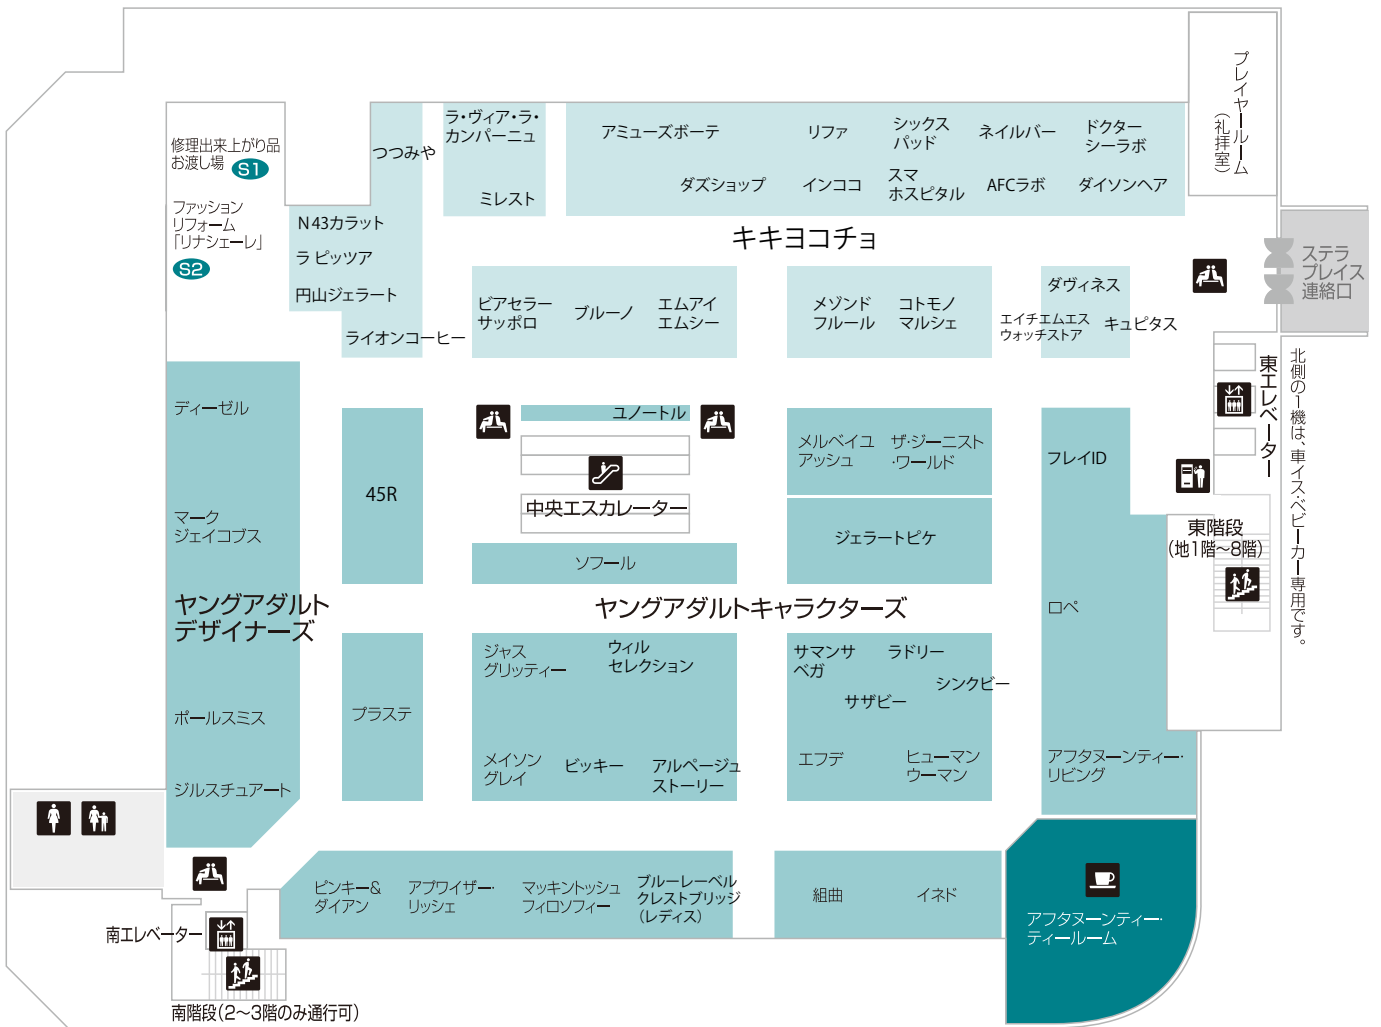 プレイヤールーム
(礼拝室)
修理出来上がり品
お渡し場 S1
ファッション
リフォーム
「リナシェーレ」
S2
つつみや
ラ・ヴィア・ラ・
カンパーニュ
ミレスト
アミューズボーテ
リファ
シックス
パッド
ネイルバー
ドクター
シーラボ
ダズショップ
インココ
スマ
ホスピタル
AFCラボ
ダイソンヘア
N43カラット
ラ ピッツア
円山ジェラート
ライオンコーヒー
キキヨコチョ
ステラ
プレイス
連絡口
ビアセラー
サッポロ
ブルーノ
エムアイ
エムシー
メゾンド
フルール
コトモノ
マルシェ
ダヴィネス
エイチエムエス
ウォッチストア
キュビタス
東エレベーター
北側の1機は、車イス・ベビーカー専用です。
ディーゼル
マーク
ジェイコブス
45R
ユノートル
中央エスカレーター
ソフール
メルベイユ
アッシュ
ザ・ジーニスト
・ワールド
ジェラートピケ
フレイID
東階段
(地1階〜8階)
ヤングアダルト
デザイナーズ
ヤングアダルトキャラクターズ
ロペ
ポールスミス
ジルスチュアート
プラステ
ジャス
グリッティー
ウィル
セレクション
メイソン
グレイ
ビッキー
アルページュ
ストーリー
サマンサ
ベガ
ラドリー
シンクビー
サザビー
エフデ
ヒューマン
ウーマン
アフタヌーンティー・
リビング
ピンキー&
ダイアン
アプワイザー・
リッシェ
マッキントッシュ
フィロソフィー
ブルーレーベル
クレストブリッジ
(レディス)
組曲
イネド
アフタヌーンティー・
ティールーム
南エレベーター
南階段(2〜3階のみ通行可)